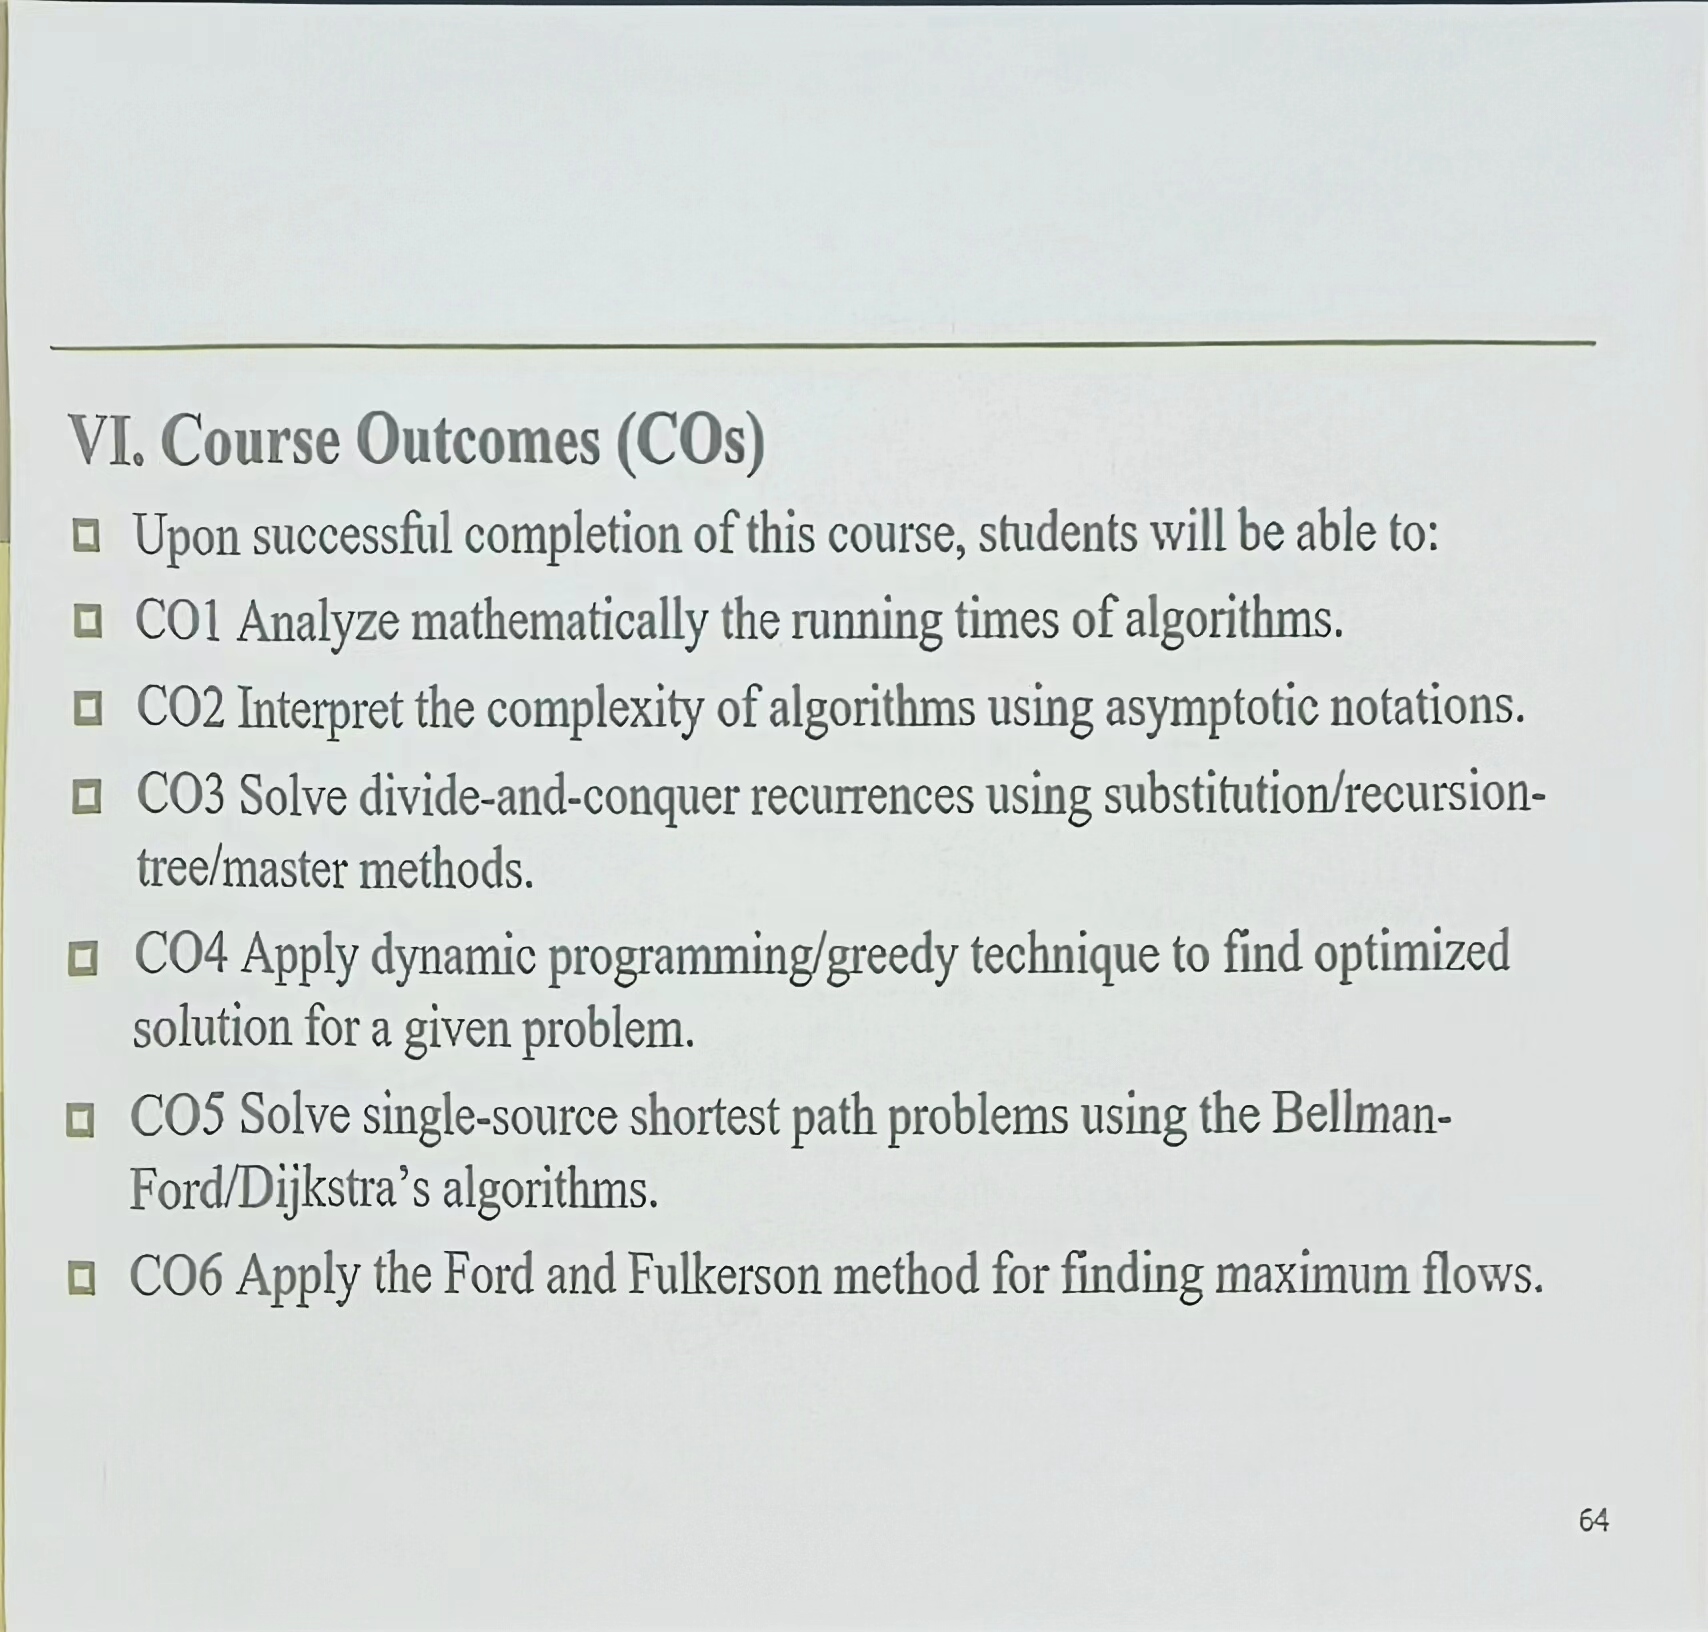 VI. Course Outcomes (COs)
Upon successful completion of this course, students will be able to:
CO1 Analyze mathematically the running times of algorithms.
CO2 Interpret the complexity of algorithms using asymptotic notations.
CO3 Solve divide-and-conquer recurrences using substitution/recursion-
tree/master methods.
CO4 Apply dynamic programming/greedy technique to find optimized
solution for a given problem.
CO5 Solve single-source shortest path problems using the Bellman-
Ford/Dijkstra’s algorithms.
CO6 Apply the Ford and Fulkerson method for finding maximum flows.
64